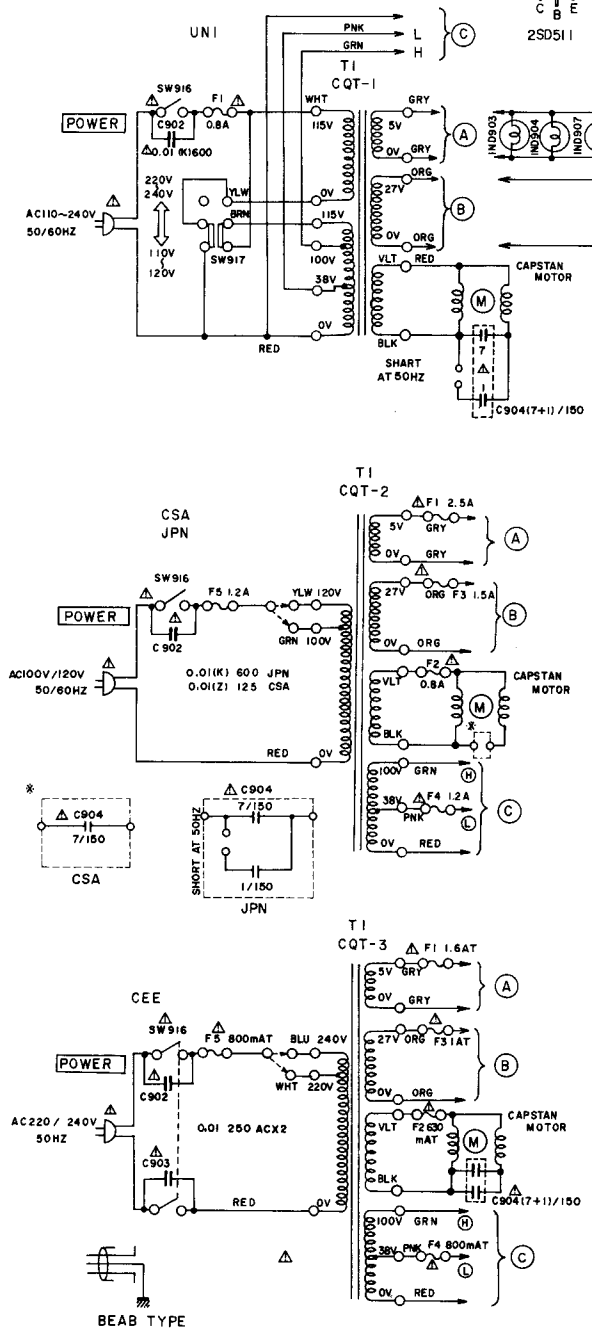 C B E
2SD511
UNI
PNK L
GRN H
C
T1
CQT-1
SW916
F1
0.8A
C902
0.01 (K)600
POWER
WHT
115V
0V
YLW
BRN
115V
100V
38V
0V
RED
220V
240V
110V
120V
SW917
AC110~240V
50/60HZ
GRY
5V
0V GRY
A
ORG
27V
0V ORG
B
VLT RED
BLK
IND903
IND904
IND907
CAPSTAN
MOTOR
M
7
1
SHART
AT 50HZ
C904(7+1)/150
T1
CQT-2
CSA
JPN
SW916
F5 1.2A
YLW 120V
GRN 100V
POWER
C902
0.01(K) 600 JPN
0.01(Z) 125 CSA
AC100V/120V
50/60HZ
RED 0V
F1 2.5A
5V GRY
0V GRY
A
27V ORG F3 1.5A
0V ORG
B
VLT F2
0.8A
BLK
CAPSTAN
MOTOR
M
*
100V GRN H
38V F4 1.2A
PNK L
0V RED
C
*
C904
7/150
CSA
C904
7/150
SHORT AT 50HZ
1/150
JPN
T1
CQT-3
CEE
SW916
F5 800mAT
BLU 240V
WHT 220V
POWER
C902
AC220/240V
50HZ
0.01 250 ACX2
C903
RED 0V
F1 1.6AT
5V GRY
0V GRY
A
27V ORG F3 1AT
0V ORG
B
VLT F2 630
mAT
BLK
CAPSTAN
MOTOR
M
C904(7+1)/150
100V GRN H
38V PNK F4 800mAT
L
0V RED
C
BEAB TYPE